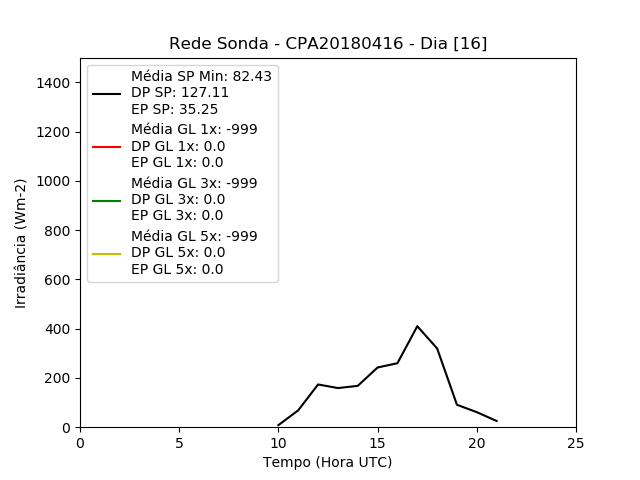 Rede Sonda - CPA20180416 - Dia [16]
Irradiância (Wm-2)
1400
1200
1000
800
600
400
200
0
Média SP Min: 82.43
DP SP: 127.11
EP SP: 35.25
Média GL 1x: -999
DP GL 1x: 0.0
EP GL 1x: 0.0
Média GL 3x: -999
DP GL 3x: 0.0
EP GL 3x: 0.0
Média GL 5x: -999
DP GL 5x: 0.0
EP GL 5x: 0.0
0 5 10 15 20 25
Tempo (Hora UTC)